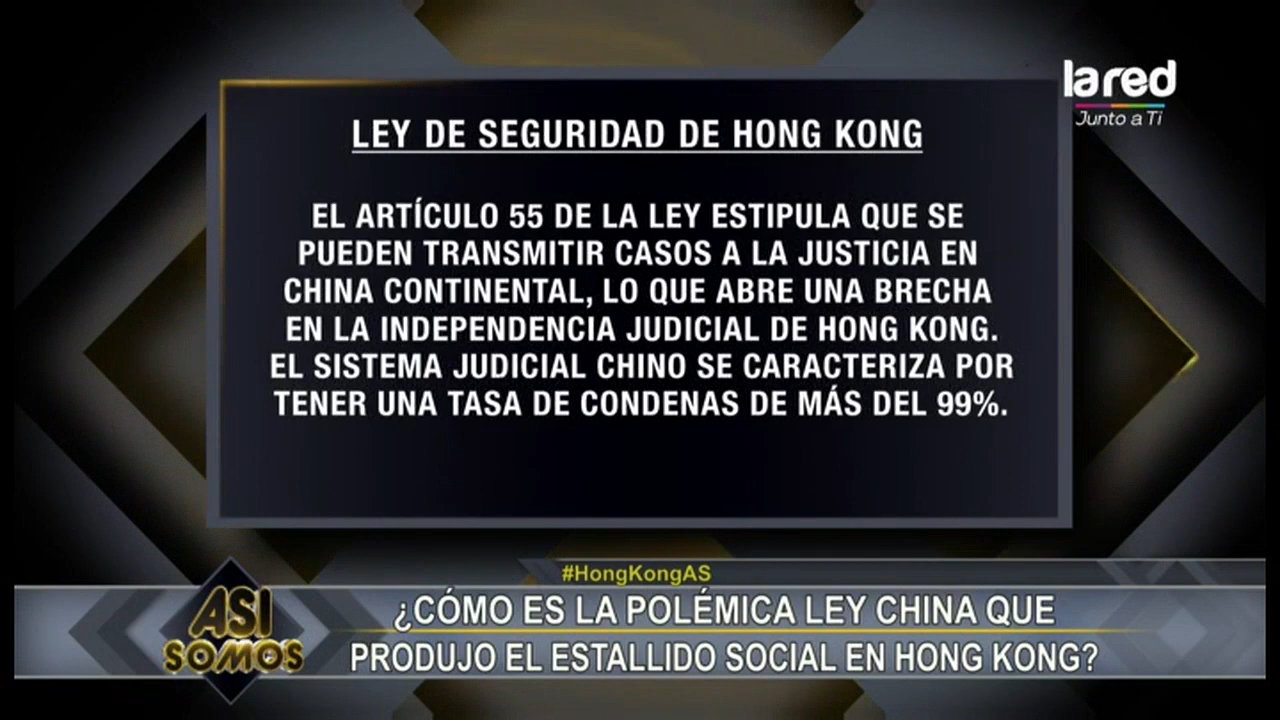 la red
Junto a Ti
LEY DE SEGURIDAD DE HONG KONG
EL ARTÍCULO 55 DE LA LEY ESTIPULA QUE SE
PUEDEN TRANSMITIR CASOS A LA JUSTICIA EN
CHINA CONTINENTAL, LO QUE ABRE UNA BRECHA
EN LA INDEPENDENCIA JUDICIAL DE HONG KONG.
EL SISTEMA JUDICIAL CHINO SE CARACTERIZA POR
TENER UNA TASA DE CONDENAS DE MÁS DEL 99%.
#HongKongAS
ASI
SOMOS
¿CÓMO ES LA POLÉMICA LEY CHINA QUE
PRODUJO EL ESTALLIDO SOCIAL EN HONG KONG?